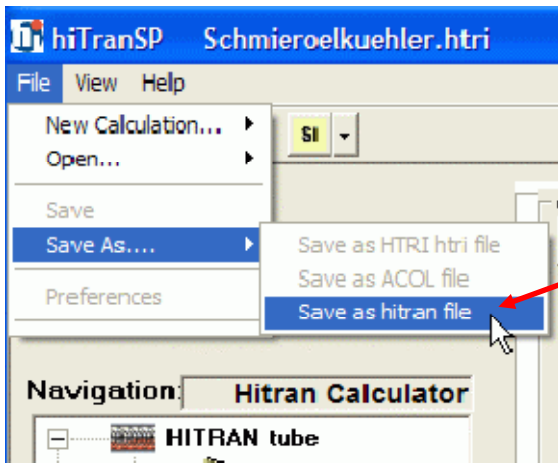 hiTranSP Schmieroelkuehler.htri
File View Help
New Calculation...
SI
Open...
Save
Save As....
Save as HTRI htri file
Save as ACOL file
Preferences
Save as hitran file
Navigation: Hitran Calculator
HITRAN tube